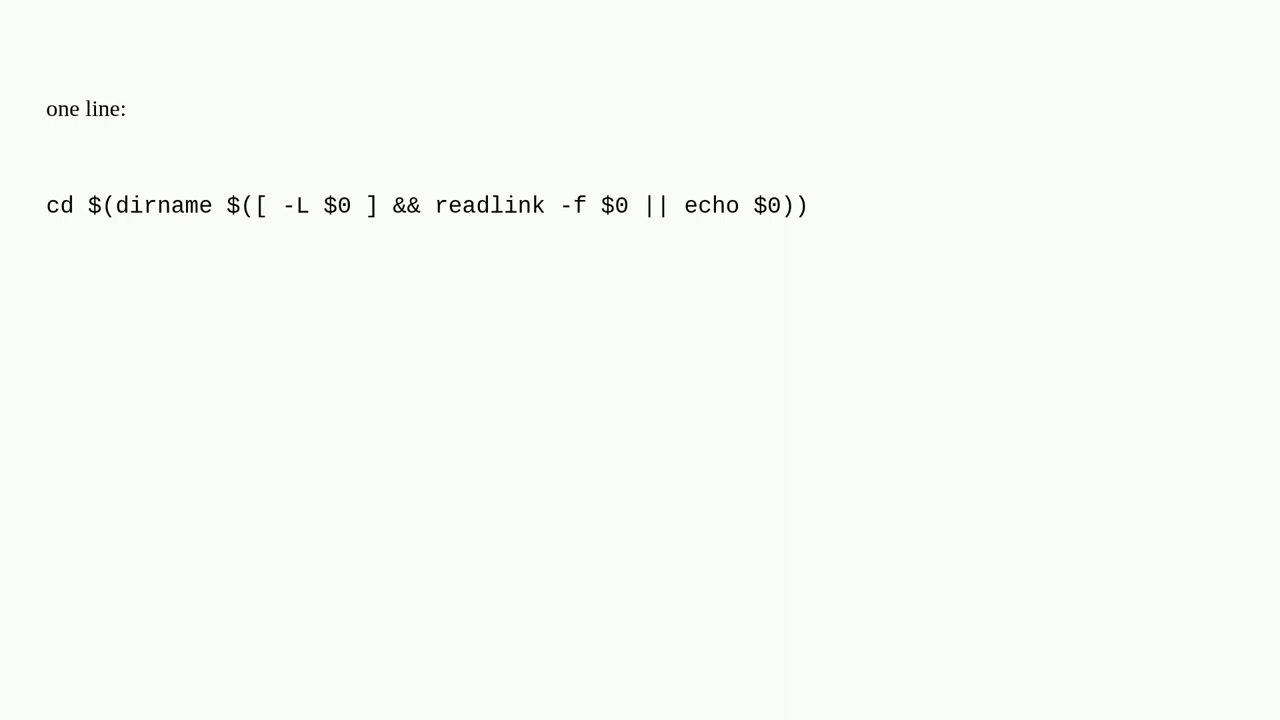 one line:
cd $(dirname $([ -L $0 ] && readlink -f $0 || echo $0))